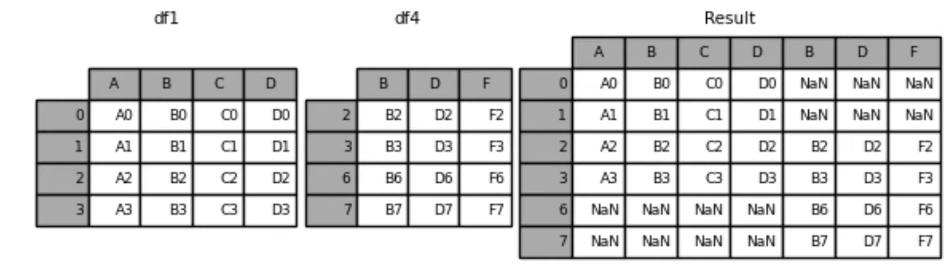 df1 df4 Result
A B C D B D F
A B C D B D F
0 A0 B0 C0 D0 NaN NaN NaN
0 A0 B0 C0 D0 2 B2 D2 F2 1 A1 B1 C1 D1 NaN NaN NaN
1 A1 B1 C1 D1 3 B3 D3 F3 2 A2 B2 C2 D2 B2 D2 F2
2 A2 B2 C2 D2 6 B6 D6 F6 3 A3 B3 C3 D3 B3 D3 F3
3 A3 B3 C3 D3 7 B7 D7 F7 6 NaN NaN NaN NaN B6 D6 F6
7 NaN NaN NaN NaN B7 D7 F7